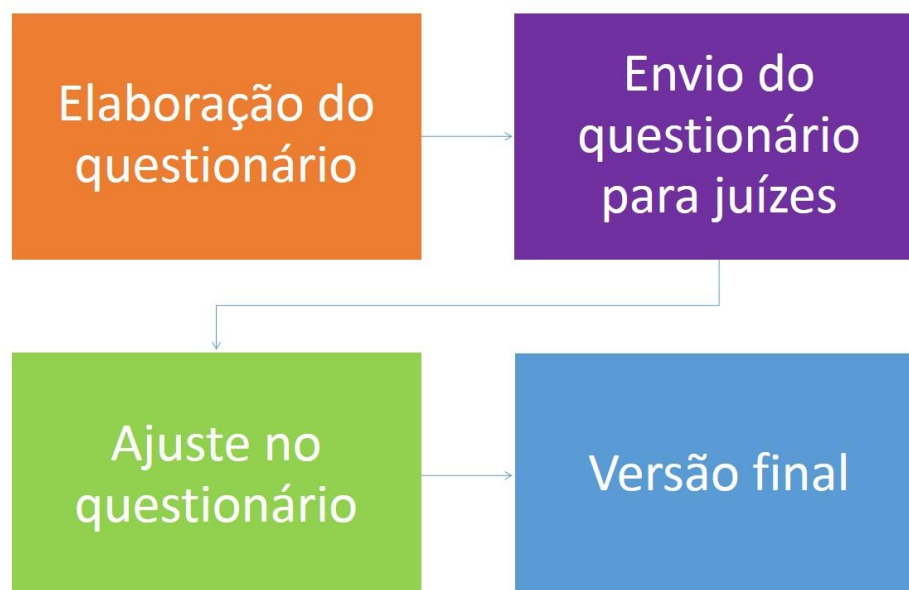 Elaboração do
questionário
Envio do
questionário
para juízes
Ajuste no
questionário
Versão final